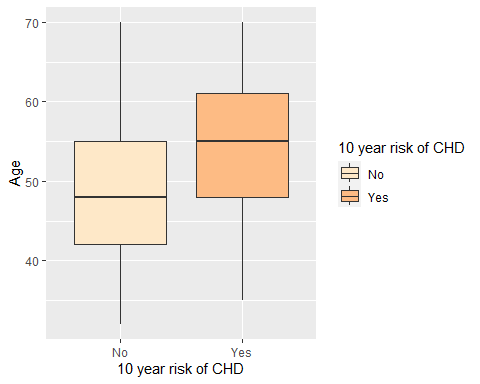 70
60
50
40
Age
No
Yes
10 year risk of CHD
10 year risk of CHD
No
Yes